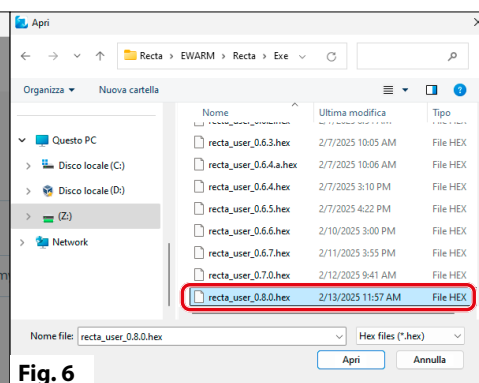 Apri
Recta > EWARM > Recta > Exe
Organizza Nuova cartella
Nome Ultima modifica Tipo
Questo PC
Disco locale (C:)
Disco locale (D:)
(Z:)
Network
recta_user_0.6.3.hex 2/7/2025 10:05 AM File HEX
recta_user_0.6.4.a.hex 2/7/2025 10:06 AM File HEX
recta_user_0.6.4.hex 2/7/2025 3:10 PM File HEX
recta_user_0.6.5.hex 2/7/2025 4:22 PM File HEX
recta_user_0.6.6.hex 2/10/2025 3:00 PM File HEX
recta_user_0.6.7.hex 2/11/2025 3:55 PM File HEX
recta_user_0.7.0.hex 2/12/2025 9:41 AM File HEX
recta_user_0.8.0.hex 2/13/2025 11:57 AM File HEX
Nome file: recta_user_0.8.0.hex Hex files (*.hex)
Apri Annulla
Fig. 6